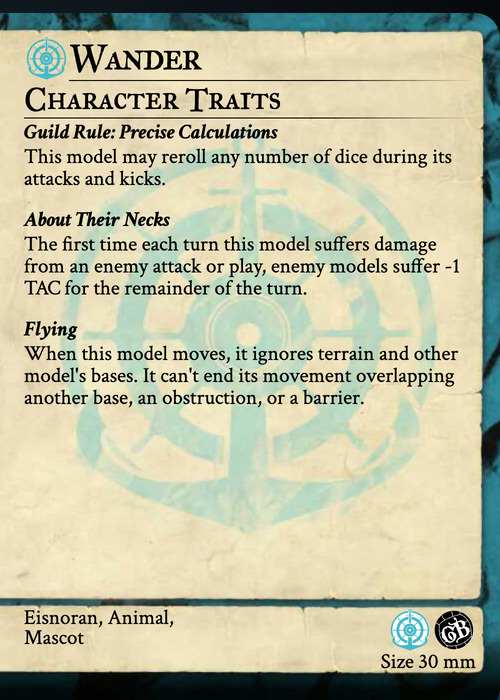 Wander
Character Traits
Guild Rule: Precise Calculations
This model may reroll any number of dice during its
attacks and kicks.
About Their Necks
The first time each turn this model suffers damage
from an enemy attack or play, enemy models suffer -1
TAC for the remainder of the turn.
Flying
When this model moves, it ignores terrain and other
model's bases. It can't end its movement overlapping
another base, an obstruction, or a barrier.
Eisnoran, Animal,
Mascot
GB
Size 30 mm